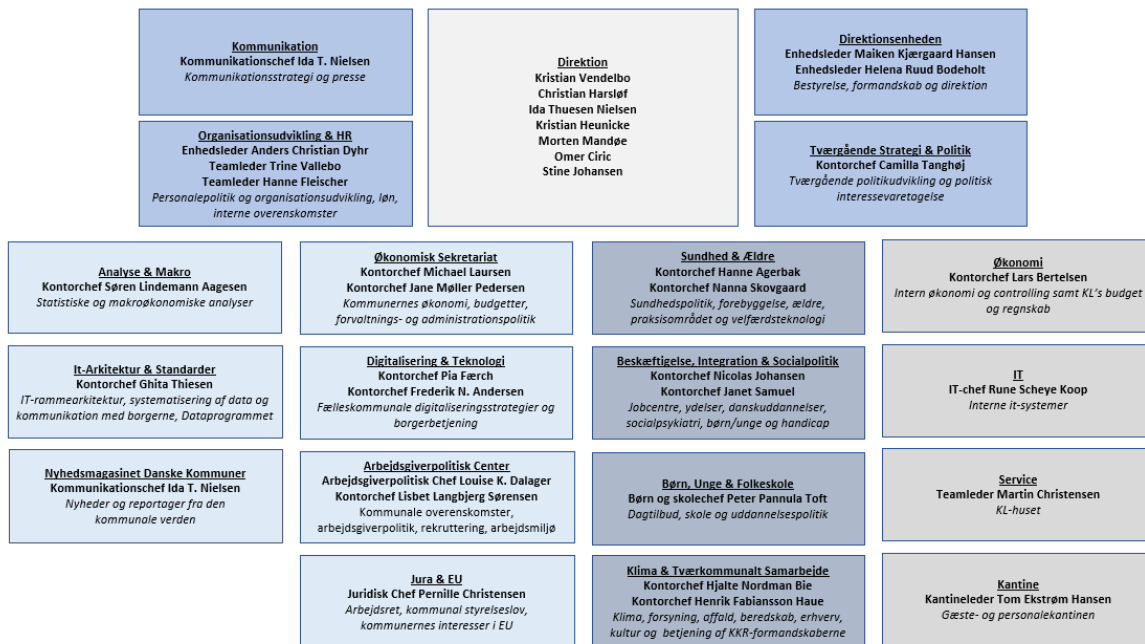 Kommunikation
Kommunikationschef Ida T. Nielsen
Kommunikationsstrategi og presse
Direktion
Kristian Vendelbo
Christian Harsløf
Ida Thuesen Nielsen
Kristian Heunicke
Morten Mandøe
Omer Ciric
Stine Johansen
Direktionsenheden
Enhedsleder Maiken Kjærgaard Hansen
Enhedsleder Helena Ruud Bodeholt
Bestyrelse, formandskab og direktion
Organisationsudvikling & HR
Enhedsleder Anders Christian Dyhr
Teamleder Trine Vallebo
Teamleder Hanne Fleischer
Personalepolitik og organisationsudvikling, løn,
interne overenskomster
Tværgående Strategi & Politik
Kontorchef Camilla Tanghøj
Tværgående politikudvikling og politisk
interessevaretagelse
Analyse & Makro
Kontorchef Søren Lindemann Aagesen
Statistiske og makroøkonomiske analyser
Økonomisk Sekretariat
Kontorchef Michael Laursen
Kontorchef Jane Møller Pedersen
Kommunernes økonomi, budgetter,
forvaltnings- og administrationspolitik
Sundhed & Ældre
Kontorchef Hanne Agerbak
Kontorchef Nanna Skovgaard
Sundhedspolitik, forebyggelse, ældre,
praksisområdet og velfærdsteknologi
Økonomi
Kontorchef Lars Bertelsen
Intern økonomi og controlling samt KL's budget
og regnskab
It-Arkitektur & Standarder
Kontorchef Ghita Thiesen
IT-rammearkitektur, systematisering af data og
kommunikation med borgerne, Dataprogrammet
Digitalisering & Teknologi
Kontorchef Pia Færch
Kontorchef Frederik N. Andersen
Fælleskommunale digitaliseringsstrategier og
borgerbetjening
Beskæftigelse, Integration & Socialpolitik
Kontorchef Nicolas Johansen
Kontorchef Janet Samuel
Jobcentre, ydelser, danskuddannelser,
socialpsykiatri, børn/unge og handicap
IT
IT-chef Rune Scheye Koop
Interne it-systemer
Nyhedsmagasinet Danske Kommuner
Kommunikationschef Ida T. Nielsen
Nyheder og reportager fra den
kommunale verden
Arbejdsgiverpolitisk Center
Arbejdsgiverpolitisk Chef Louise K. Dalager
Kontorchef Lisbet Langbjerg Sørensen
Kommunale overenskomster,
arbejdsgiverpolitik, rekruttering, arbejdsmiljø
Børn, Unge & Folkeskole
Børn og skolechef Peter Pannula Toft
Dagtilbud, skole og uddannelsespolitik
Service
Teamleder Martin Christensen
KL-huset
Jura & EU
Juridisk Chef Pernille Christensen
Arbejdsret, kommunal styrelseslov,
kommunernes interesser i EU
Klima & Tværkommunalt Samarbejde
Kontorchef Hjalte Nordman Bie
Kontorchef Henrik Fabiansson Haue
Klima, forsyning, affald, beredskab, erhverv,
kultur og betjening af KKR-formandskaberne
Kantine
Kantineleder Tom Ekstrøm Hansen
Gæste- og personalekantinen